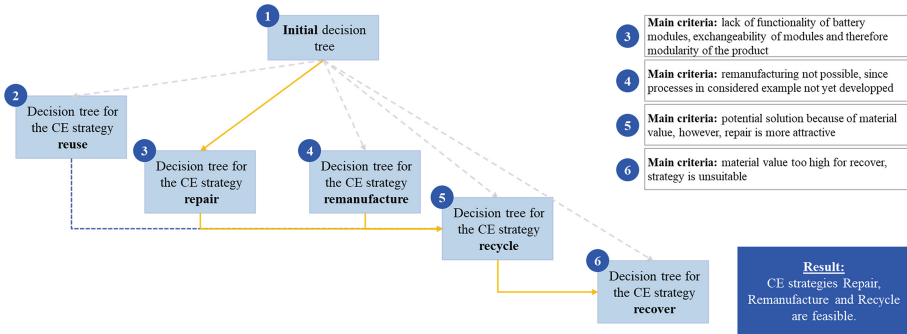 1
Initial decision
tree
2
Decision tree for
the CE strategy
reuse
3
Decision tree for
the CE strategy
repair
4
Decision tree for
the CE strategy
remanufacture
5
Decision tree for
the CE strategy
recycle
6
Decision tree for
the CE strategy
recover
3
Main criteria: lack of functionality of battery
modules, exchangeability of modules and therefore
modularity of the product
4
Main criteria: remanufacturing not possible, since
processes in considered example not yet developped
5
Main criteria: potential solution because of material
value, however, repair is more attractive
6
Main criteria: material value too high for recover,
strategy is unsuitable
Result:
CE strategies Repair,
Remanufacture and Recycle
are feasible.